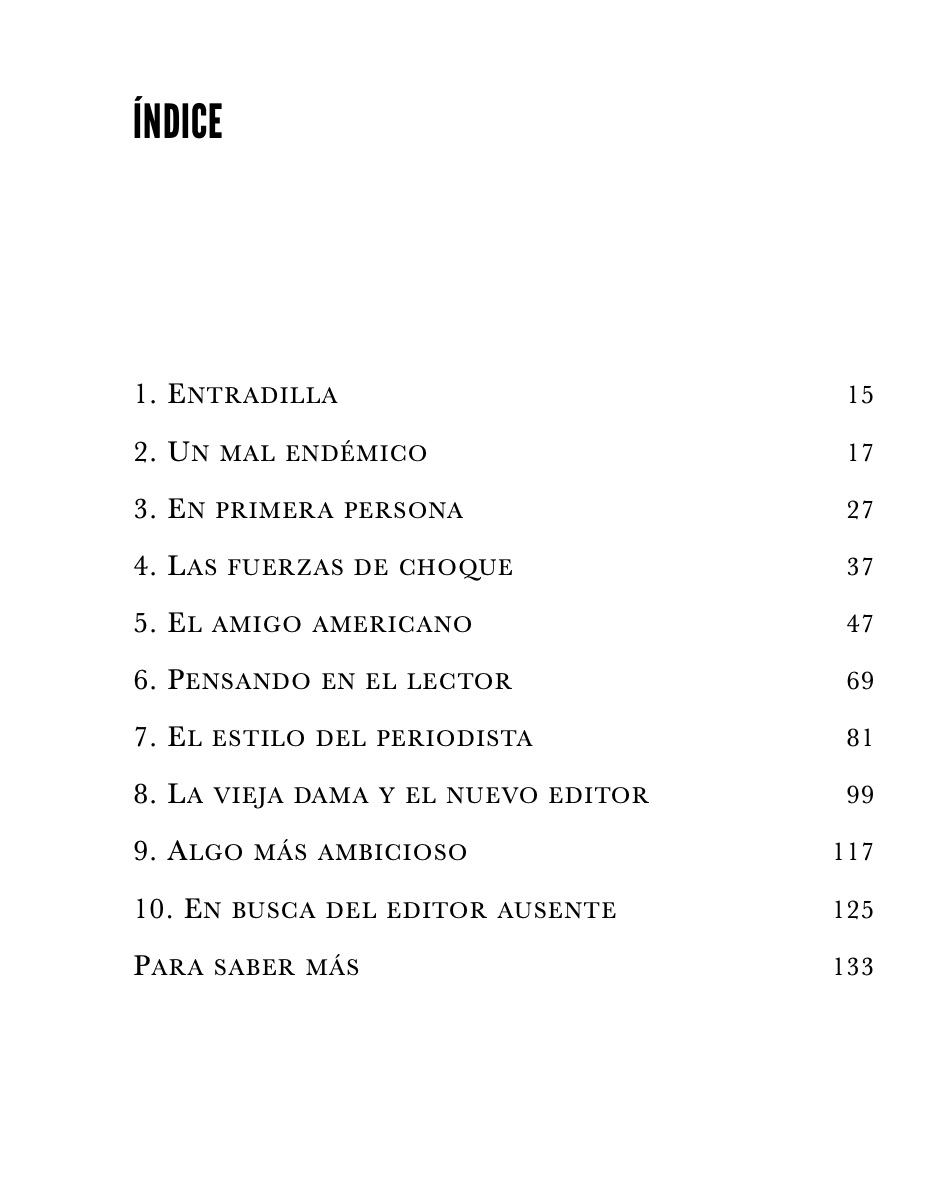 ÍNDICE
1. Entradilla 15
2. Un mal endémico 17
3. En primera persona 27
4. Las fuerzas de choque 37
5. El amigo americano 47
6. Pensando en el lector 69
7. El estilo del periodista 81
8. La vieja dama y el nuevo editor 99
9. Algo más ambicioso 117
10. En busca del editor ausente 125
Para saber más 133